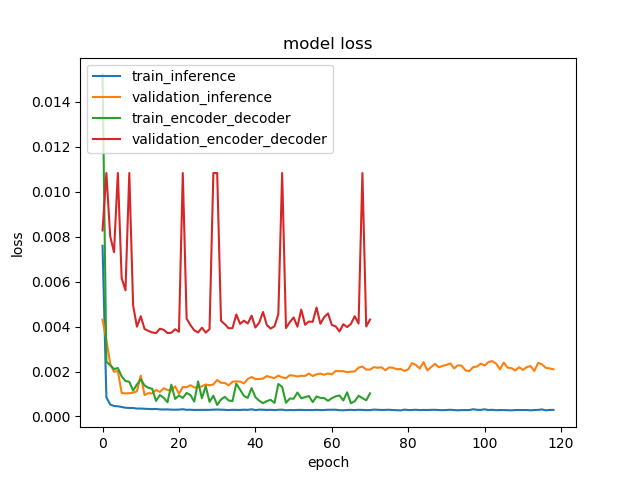 model loss
train_inference
validation_inference
train_encoder_decoder
validation_encoder_decoder
0.014
0.012
0.010
0.008
0.006
0.004
0.002
0.000
loss
0 20 40 60 80 100 120
epoch